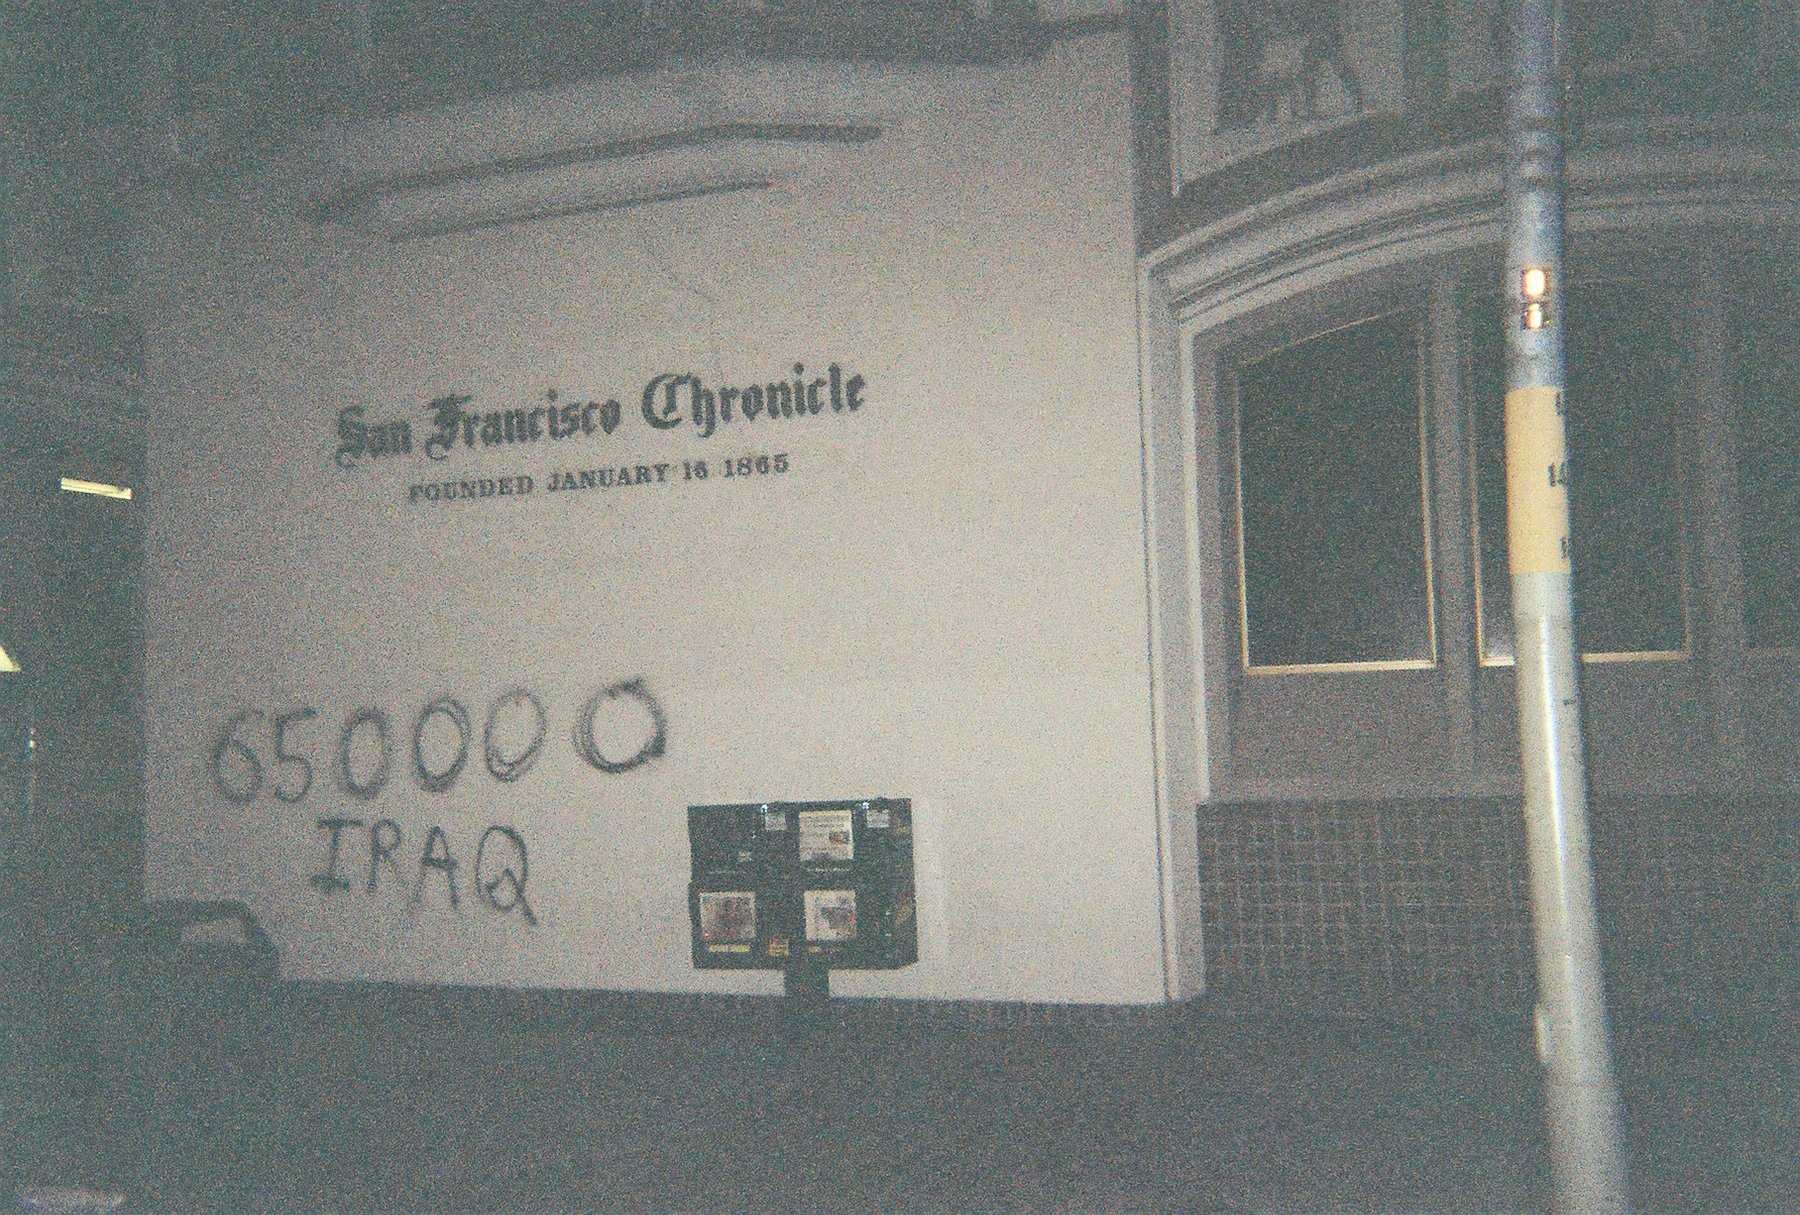 San Francisco Chronicle
FOUNDED JANUARY 16 1865
650000
IRAQ